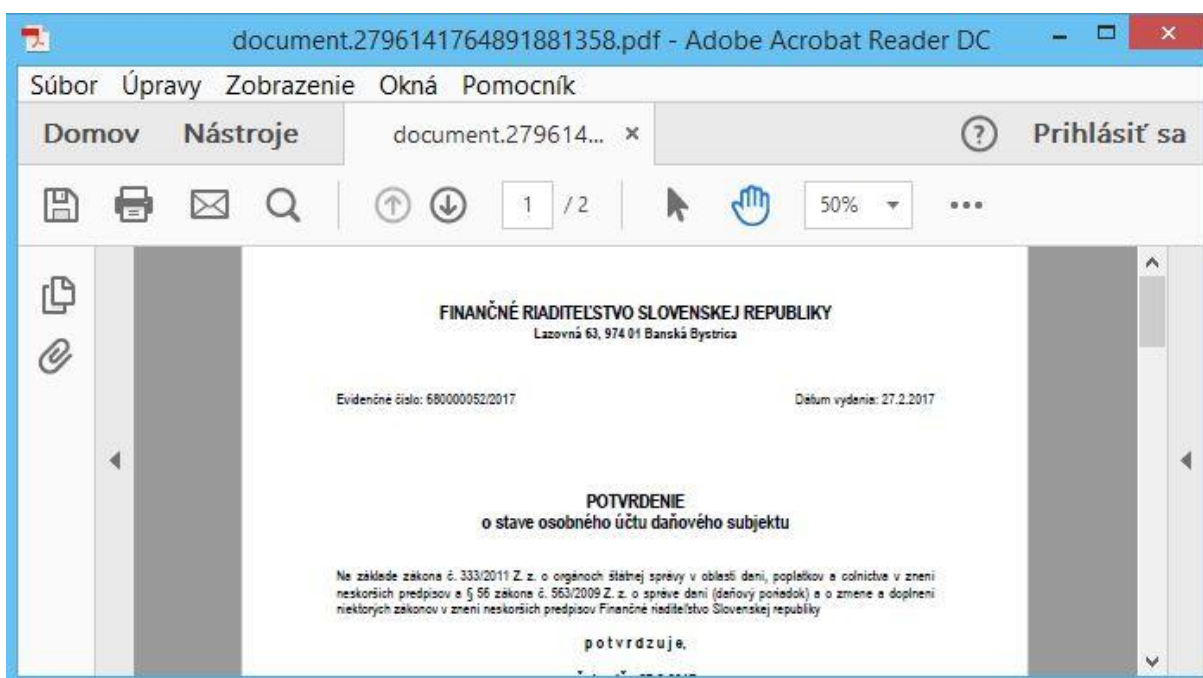 document.2796141764891881358.pdf - Adobe Acrobat Reader DC
Súbor Úpravy Zobrazenie Okná Pomocník
Domov Nástroje document.279614... Prihlásiť sa
1 / 2 50%
FINANČNÉ RIADITEĽSTVO SLOVENSKEJ REPUBLIKY
Lazovná 63, 974 01 Banská Bystrica
Evidenčné číslo: 680000052/2017 Dátum vydania: 27.2.2017
POTVRDENIE
o stave osobného účtu daňového subjektu
Na základe zákona č. 333/2011 Z. z. o orgánoch štátnej správy v oblasti daní, poplatkov a colníctva v znení
neskorších predpisov a § 56 zákona č. 563/2009 Z. z. o správe daní (daňový poriadok) a o zmene a doplnení
niektorých zákonov v znení neskorších predpisov Finančné riaditeľstvo Slovenskej republiky
potvrdzuje,